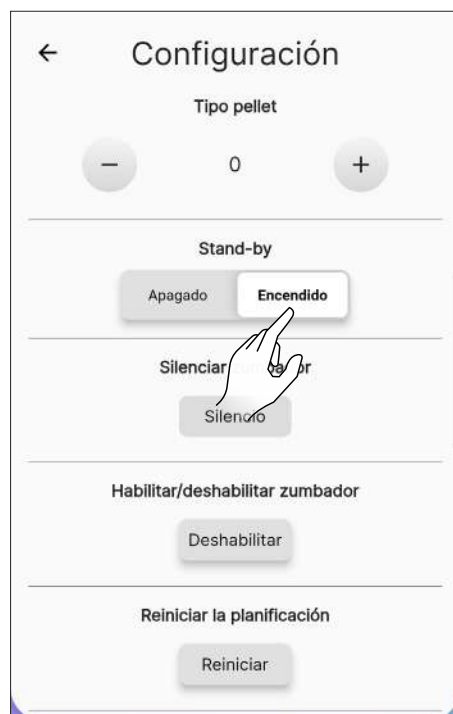 Configuración
Tipo pellet
0
Stand-by
Apagado Encendido
Silenciar
Silencio
Habilitar/deshabilitar zumbador
Deshabilitar
Reiniciar la planificación
Reiniciar